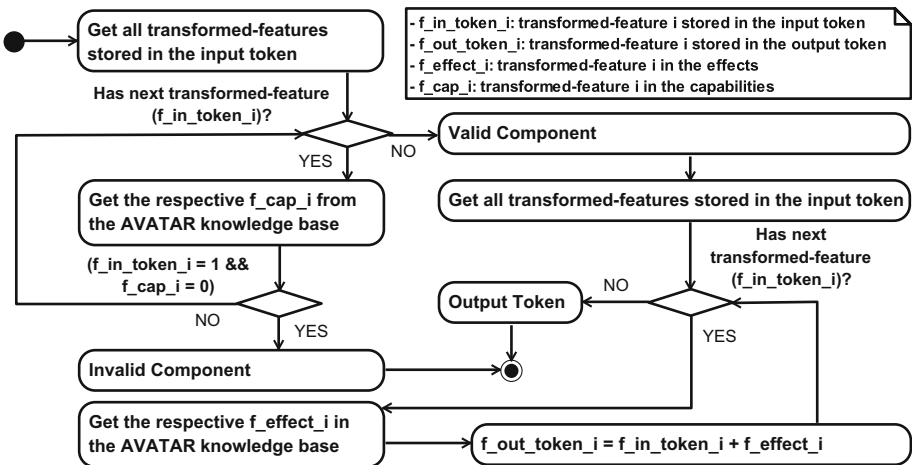 Get all transformed-features
stored in the input token
- f_in_token_i: transformed-feature i stored in the input token
- f_out_token_i: transformed-feature i stored in the output token
- f_effect_i: transformed-feature i in the effects
- f_cap_i: transformed-feature i in the capabilities
Has next transformed-feature
(f_in_token_i)?
YES
NO
Valid Component
Get the respective f_cap_i from
the AVATAR knowledge base
Get all transformed-features stored in the input token
(f_in_token_i = 1 &&
f_cap_i = 0)
NO
YES
Has next
transformed-feature
(f_in_token_i)?
NO
YES
Output Token
Invalid Component
Get the respective f_effect_i in
the AVATAR knowledge base
f_out_token_i = f_in_token_i + f_effect_i